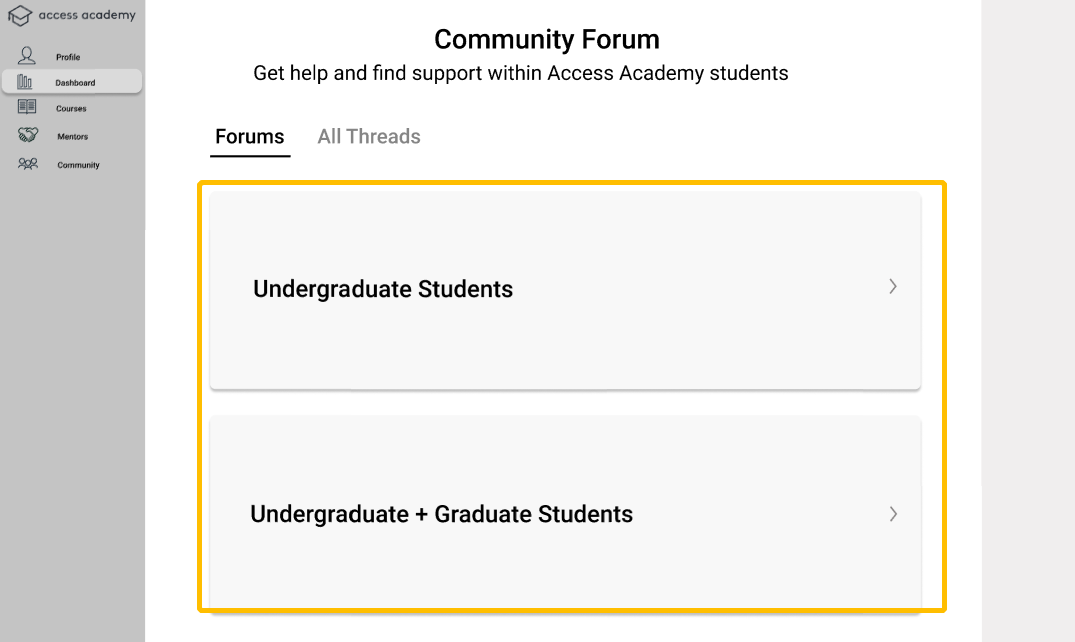 access academy
Profile
Dashboard
Courses
Mentors
Community
Community Forum
Get help and find support within Access Academy students
Forums
All Threads
Undergraduate Students
Undergraduate + Graduate Students